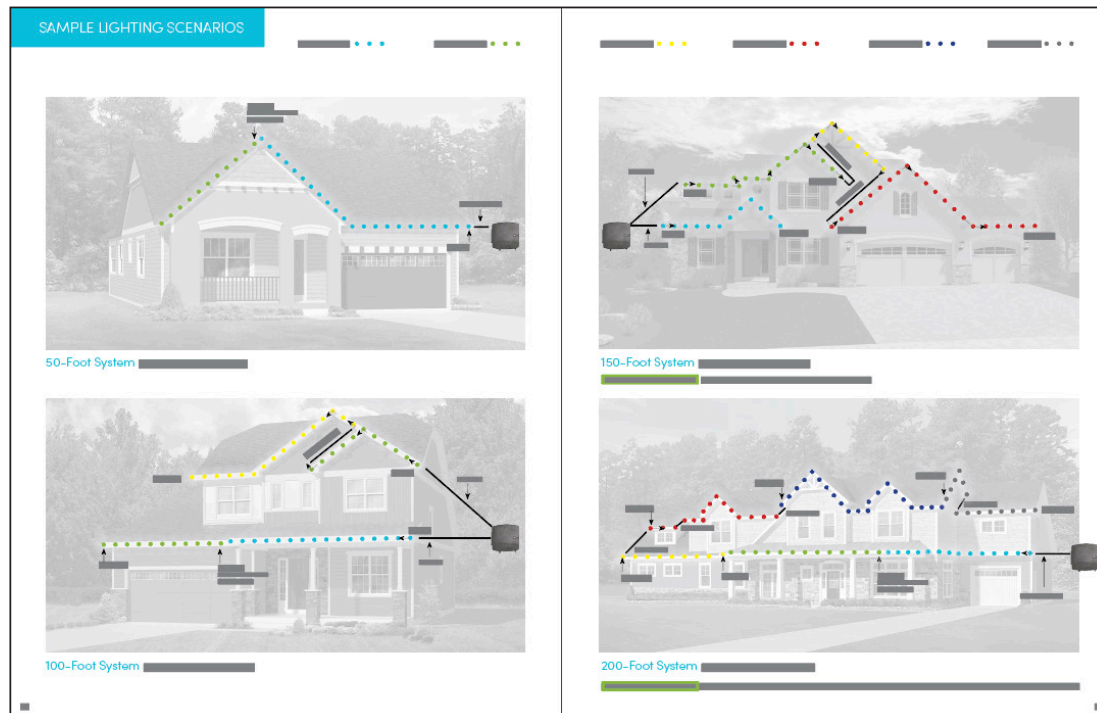 SAMPLE LIGHTING SCENARIOS
50-Foot System
100-Foot System
150-Foot System
200-Foot System